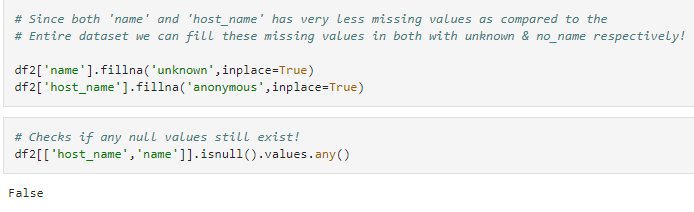 # Since both 'name' and 'host_name' has very less missing values as compared to the
# Entire dataset we can fill these missing values in both with unknown & no_name respectively!
df2['name'].fillna('unknown',inplace=True)
df2['host_name'].fillna('anonymous',inplace=True)
# Checks if any null values still exist!
df2[['host_name','name']].isnull().values.any()
False